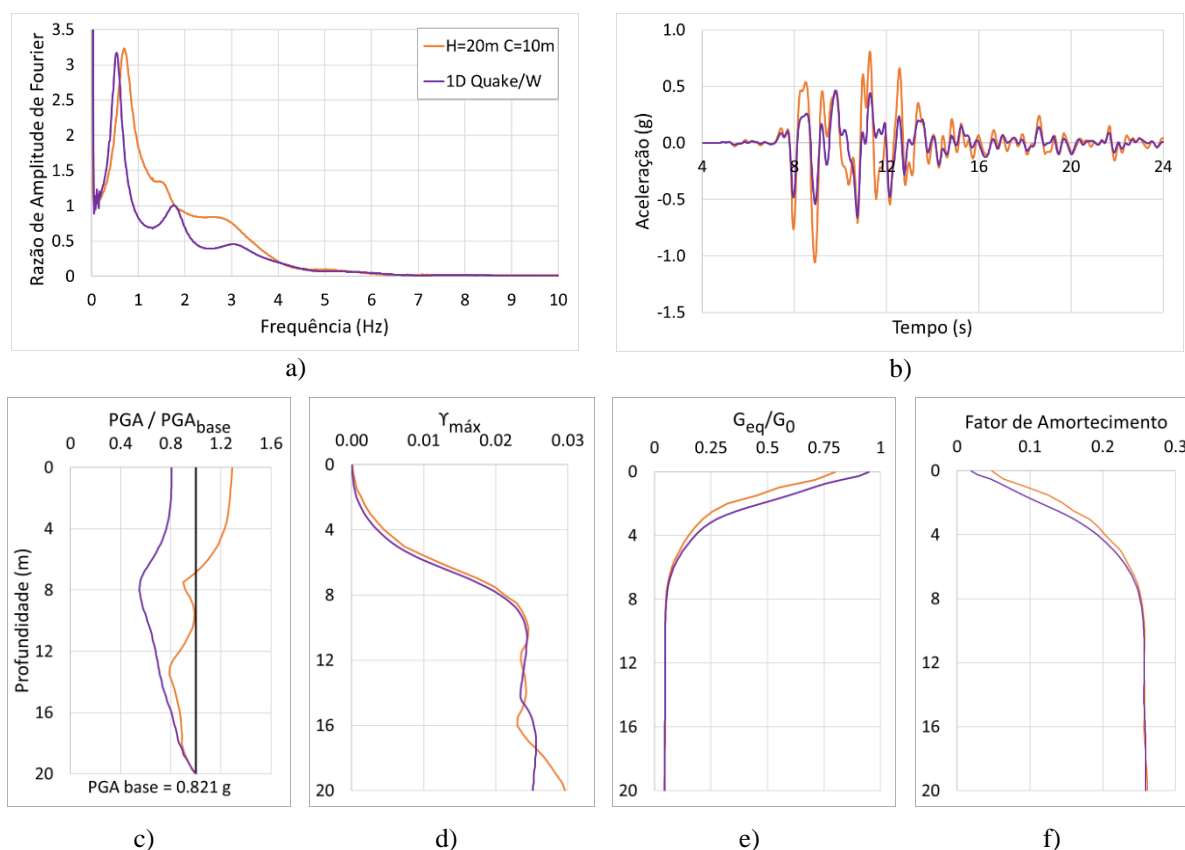 Razão de Amplitude de Fourier
3.5
3
2.5
2
1.5
1
0.5
0
H=20m C=10m
1D Quake/W
0 1 2 3 4 5 6 7 8 9 10
Frequência (Hz)
a)
Aceleração (g)
1.0
0.5
0.0
-0.5
-1.0
-1.5
4 8 12 16 20 24
Tempo (s)
b)
PGA / PGAbase
0 0.4 0.8 1.2 1.6
Profundidade (m)
0
4
8
12
16
20
PGA base = 0.821 g
c)
ϒmáx
0.00 0.01 0.02 0.03
0
4
8
12
16
20
d)
Geq/G0
0 0.25 0.5 0.75 1
0
4
8
12
16
20
e)
Fator de Amortecimento
0 0.1 0.2 0.3
0
4
8
12
16
20
f)